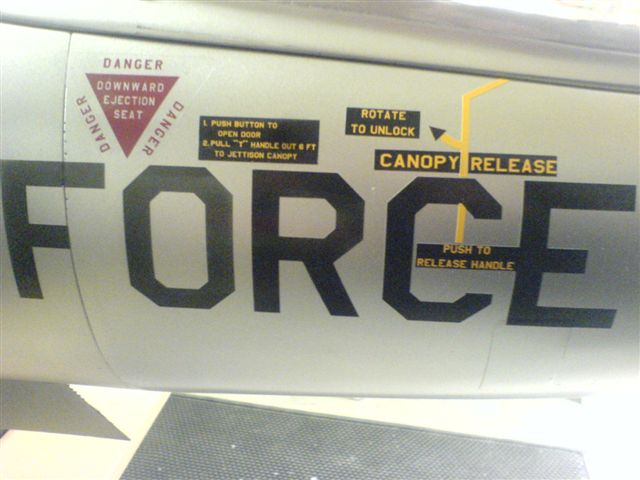 DANGER
DOWNWARD
EJECTION
SEAT
DANGER
DANGER
1. PUSH BUTTON TO
OPEN DOOR
2. PULL "T" HANDLE OUT 6 FT
TO JETTISON CANOPY
ROTATE
TO UNLOCK
CANOPY RELEASE
FORCE
PUSH TO
RELEASE HANDLE